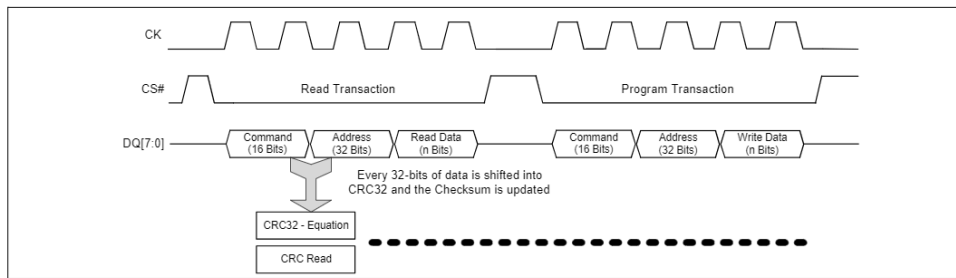 CK
CS#
Read Transaction
Program Transaction
DQ[7:0]
Command
(16 Bits)
Address
(32 Bits)
Read Data
(n Bits)
Command
(16 Bits)
Address
(32 Bits)
Write Data
(n Bits)
Every 32-bits of data is shifted into
CRC32 and the Checksum is updated
CRC32 - Equation
CRC Read